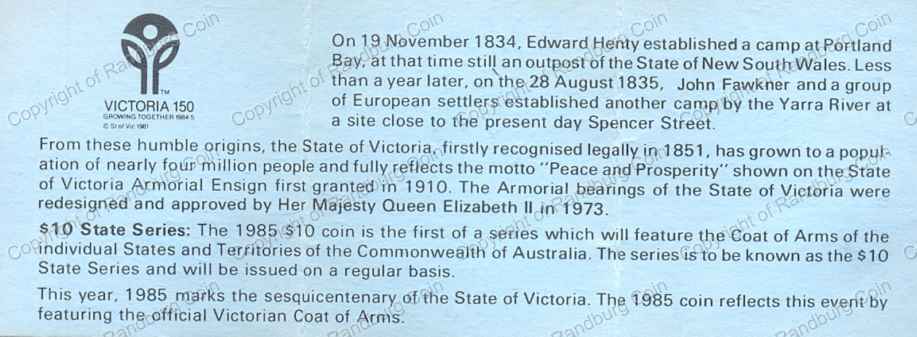 On 19 November 1834, Edward Henty established a camp at Portland
Bay, at that time still an outpost of the State of New South Wales. Less
than a year later, on the 28 August 1835, John Fawkner and a group
of European settlers established another camp by the Yarra River at
a site close to the present day Spencer Street.
TM
VICTORIA 150
GROWING TOGETHER 1984·5
© St of Vic 1981
From these humble origins, the State of Victoria, firstly recognised legally in 1851, has grown to a popul-
ation of nearly four million people and fully reflects the motto "Peace and Prosperity" shown on the State
of Victoria Armorial Ensign first granted in 1910. The Armorial bearings of the State of Victoria were
redesigned and approved by Her Majesty Queen Elizabeth II in 1973.
$10 State Series: The 1985 $10 coin is the first of a series which will feature the Coat of Arms of the
individual States and Territories of the Commonwealth of Australia. The series is to be known as the $10
State Series and will be issued on a regular basis.
This year, 1985 marks the sesquicentenary of the State of Victoria. The 1985 coin reflects this event by
featuring the official Victorian Coat of Arms.
Copyright of Randburg Coin